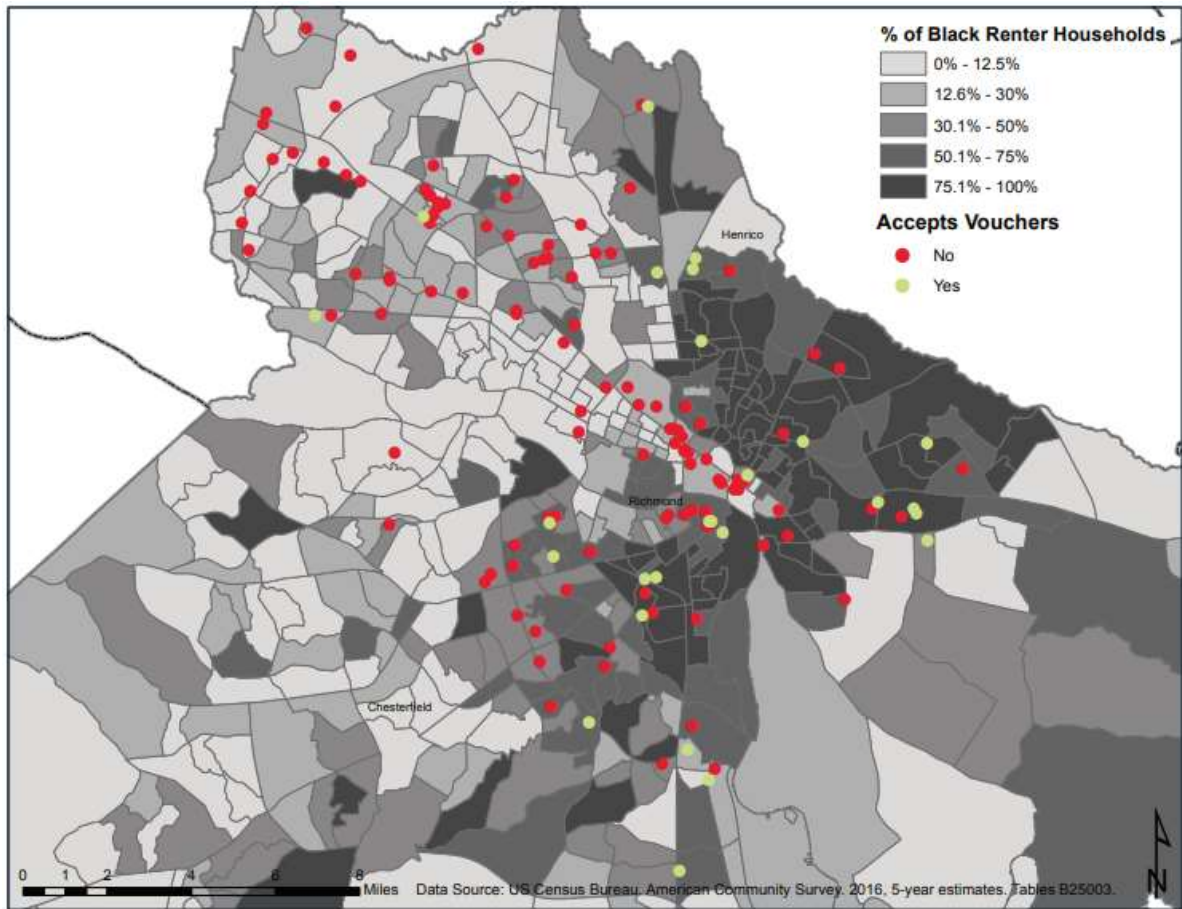 % of Black Renter Households
0% - 12.5%
12.6% - 30%
30.1% - 50%
50.1% - 75%
75.1% - 100%
Accepts Vouchers
No
Yes
Henrico
Richmond
Chesterfield
0 1 2 4 6 8
Miles
Data Source: US Census Bureau. American Community Survey. 2016, 5-year estimates. Tables B25003.
N